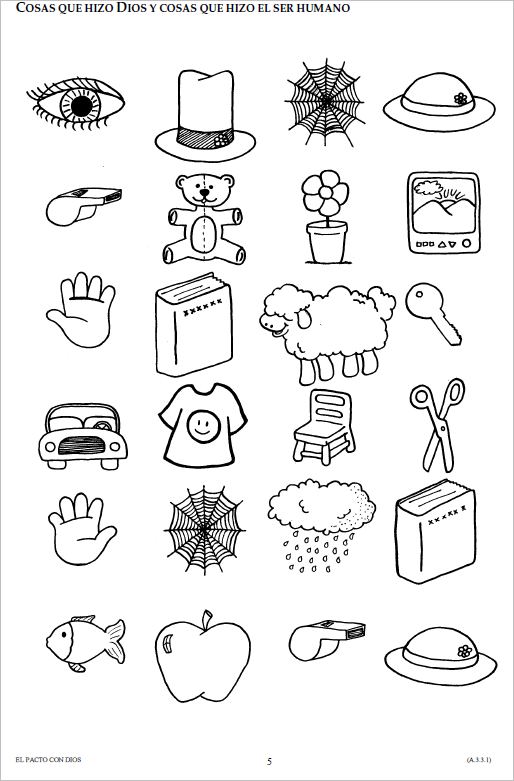 COSAS QUE HIZO DIOS Y COSAS QUE HIZO EL SER HUMANO
EL PACTO CON DIOS
5
(A.3.3.1)